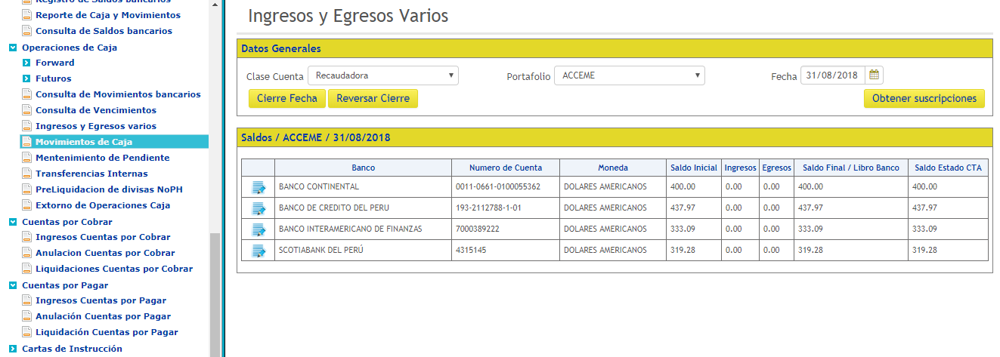 Registro de Saldos bancarios
Reporte de Caja y Movimientos
Consulta de Saldos bancarios
Operaciones de Caja
Forward
Futuros
Consulta de Movimientos bancarios
Consulta de Vencimientos
Ingresos y Egresos varios
Movimientos de Caja
Mentenimiento de Pendiente
Transferencias Internas
PreLiquidacion de divisas NoPH
Extorno de Operaciones Caja
Cuentas por Cobrar
Ingresos Cuentas por Cobrar
Anulacion Cuentas por Cobrar
Liquidaciones Cuentas por Cobrar
Cuentas por Pagar
Ingresos Cuentas por Pagar
Anulación Cuentas por Pagar
Liquidación Cuentas por Pagar
Cartas de Instrucción
Ingresos y Egresos Varios
Datos Generales
Clase Cuenta Recaudadora Portafolio ACCEME Fecha 31/08/2018
Cierre Fecha Reversar Cierre Obtener suscripciones
Saldos / ACCEME / 31/08/2018
Banco Numero de Cuenta Moneda Saldo Inicial Ingresos Egresos Saldo Final / Libro Banco Saldo Estado CTA
BANCO CONTINENTAL 0011-0661-0100055362 DOLARES AMERICANOS 400.00 0.00 0.00 400.00 400.00
BANCO DE CREDITO DEL PERU 193-2112788-1-01 DOLARES AMERICANOS 437.97 0.00 0.00 437.97 437.97
BANCO INTERAMERICANO DE FINANZAS 7000389222 DOLARES AMERICANOS 333.09 0.00 0.00 333.09 333.09
SCOTIABANK DEL PERÚ 4315145 DOLARES AMERICANOS 319.28 0.00 0.00 319.28 319.28